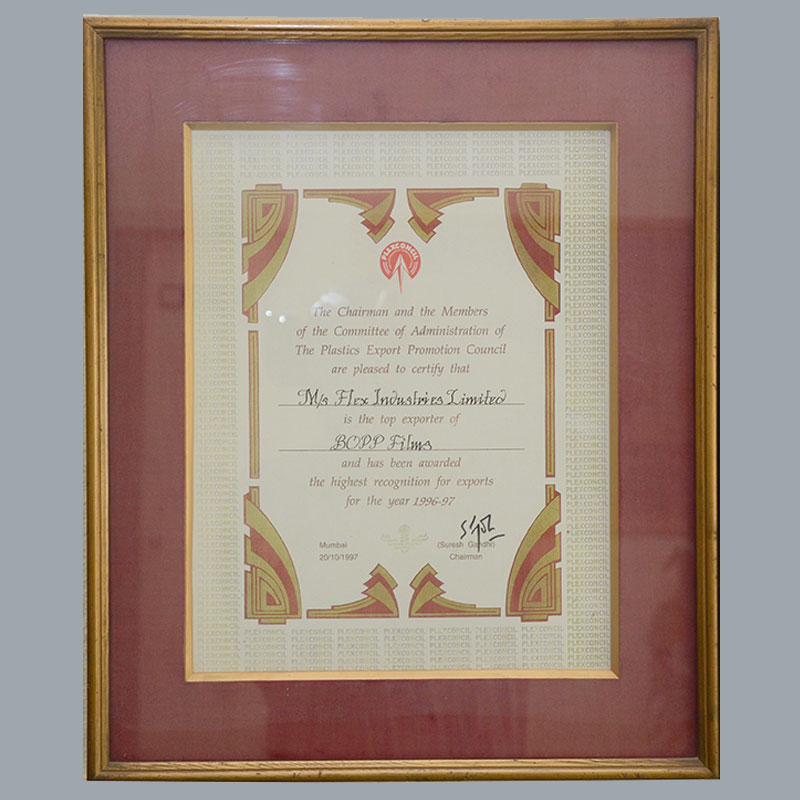 PLEXCONCIL
The Chairman and the Members
of the Committee of Administration of
The Plastics Export Promotion Council
are pleased to certify that
M/s Flex Industries Limited
is the top exporter of
BOPP Films
and has been awarded
the highest recognition for exports
for the year 1996-97
Mumbai (Suresh Gandhi)
20/10/1997 Chairman